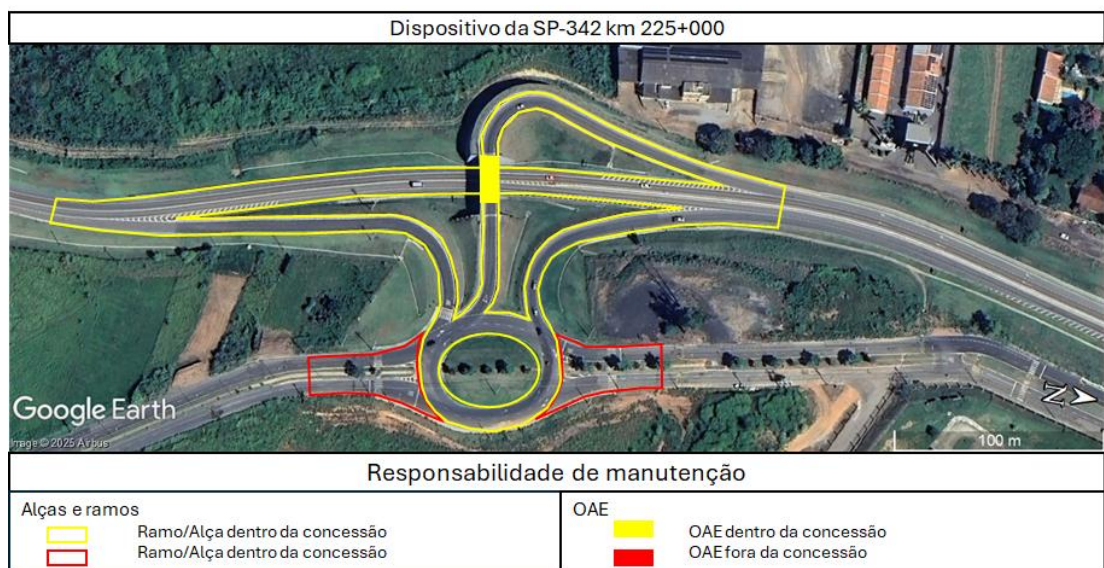 Dispositivo da SP-342 km 225+000
Google Earth
Image © 2025 Airbus
N
100 m
Responsabilidade de manutenção
Alças e ramos
Ramo/Alça dentro da concessão
Ramo/Alça dentro da concessão
OAE
OAE dentro da concessão
OAE fora da concessão